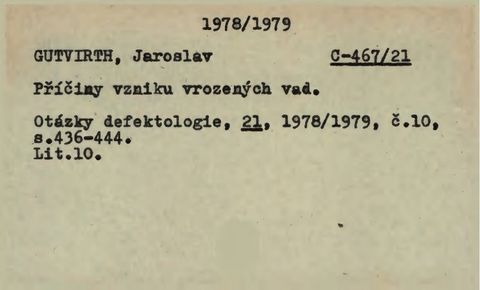 1978/1979
GUTVIRTH, Jaroslav C-467/21
Příčiny vzniku vrozených vad.
Otázky defektologie, 21, 1978/1979, č.10,
s.436-444.
Lit.10.